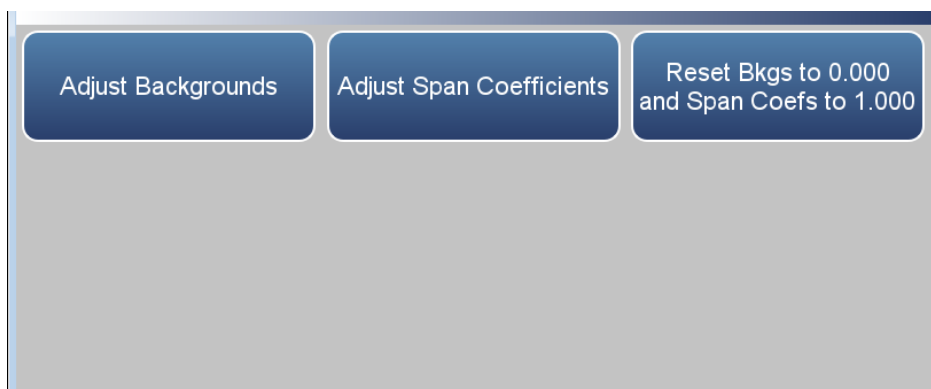 Adjust Backgrounds
Adjust Span Coefficients
Reset Bkgs to 0.000
and Span Coefs to 1.000